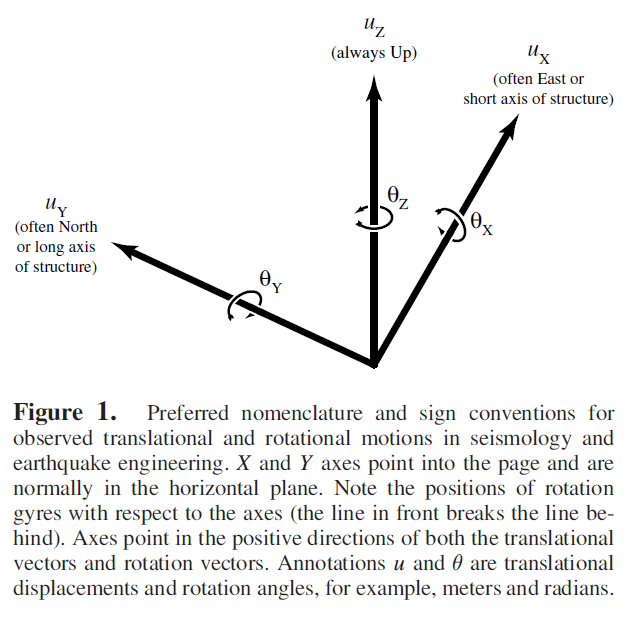 u_Z
(always Up)
u_X
(often East or
short axis of structure)
θ_Z
θ_X
u_Y
(often North
or long axis
of structure)
θ_Y
Figure 1. Preferred nomenclature and sign conventions for
observed translational and rotational motions in seismology and
earthquake engineering. X and Y axes point into the page and are
normally in the horizontal plane. Note the positions of rotation
gyres with respect to the axes (the line in front breaks the line be-
hind). Axes point in the positive directions of both the translational
vectors and rotation vectors. Annotations u and θ are translational
displacements and rotation angles, for example, meters and radians.